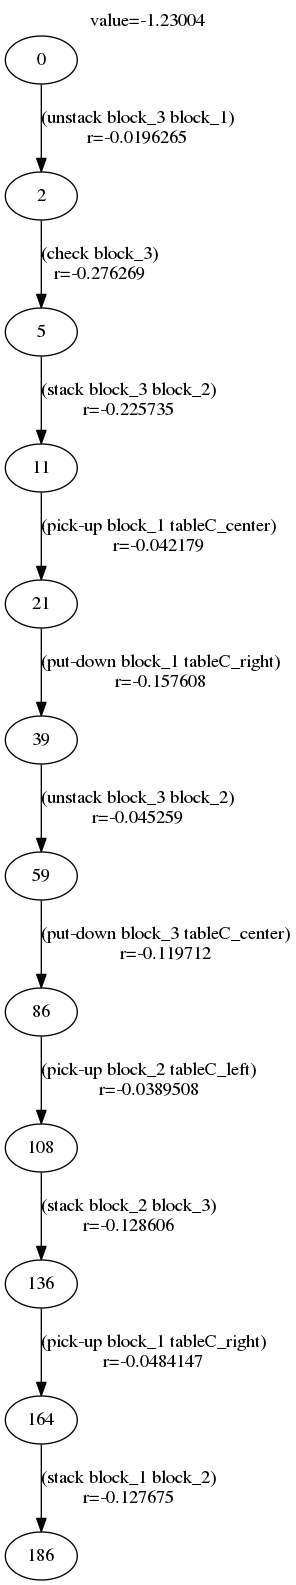 value=-1.23004
0
(unstack block_3 block_1)
r=-0.0196265
2
(check block_3)
r=-0.276269
5
(stack block_3 block_2)
r=-0.225735
11
(pick-up block_1 tableC_center)
r=-0.042179
21
(put-down block_1 tableC_right)
r=-0.157608
39
(unstack block_3 block_2)
r=-0.045259
59
(put-down block_3 tableC_center)
r=-0.119712
86
(pick-up block_2 tableC_left)
r=-0.0389508
108
(stack block_2 block_3)
r=-0.128606
136
(pick-up block_1 tableC_right)
r=-0.0484147
164
(stack block_1 block_2)
r=-0.127675
186